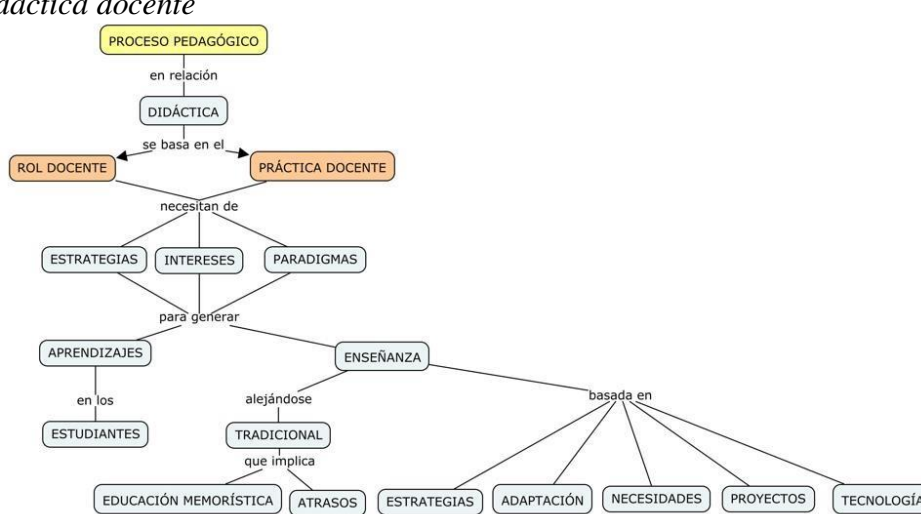 docente
PROCESO PEDAGÓGICO
en relación
DIDÁCTICA
se basa en el
ROL DOCENTE
PRÁCTICA DOCENTE
necesitan de
ESTRATEGIAS
INTERESES
PARADIGMAS
para generar
APRENDIZAJES
ENSEÑANZA
en los
alejándose
basada en
ESTUDIANTES
TRADICIONAL
que implica
EDUCACIÓN MEMORÍSTICA
ATRASOS
ESTRATEGIAS
ADAPTACIÓN
NECESIDADES
PROYECTOS
TECNOLOGÍA